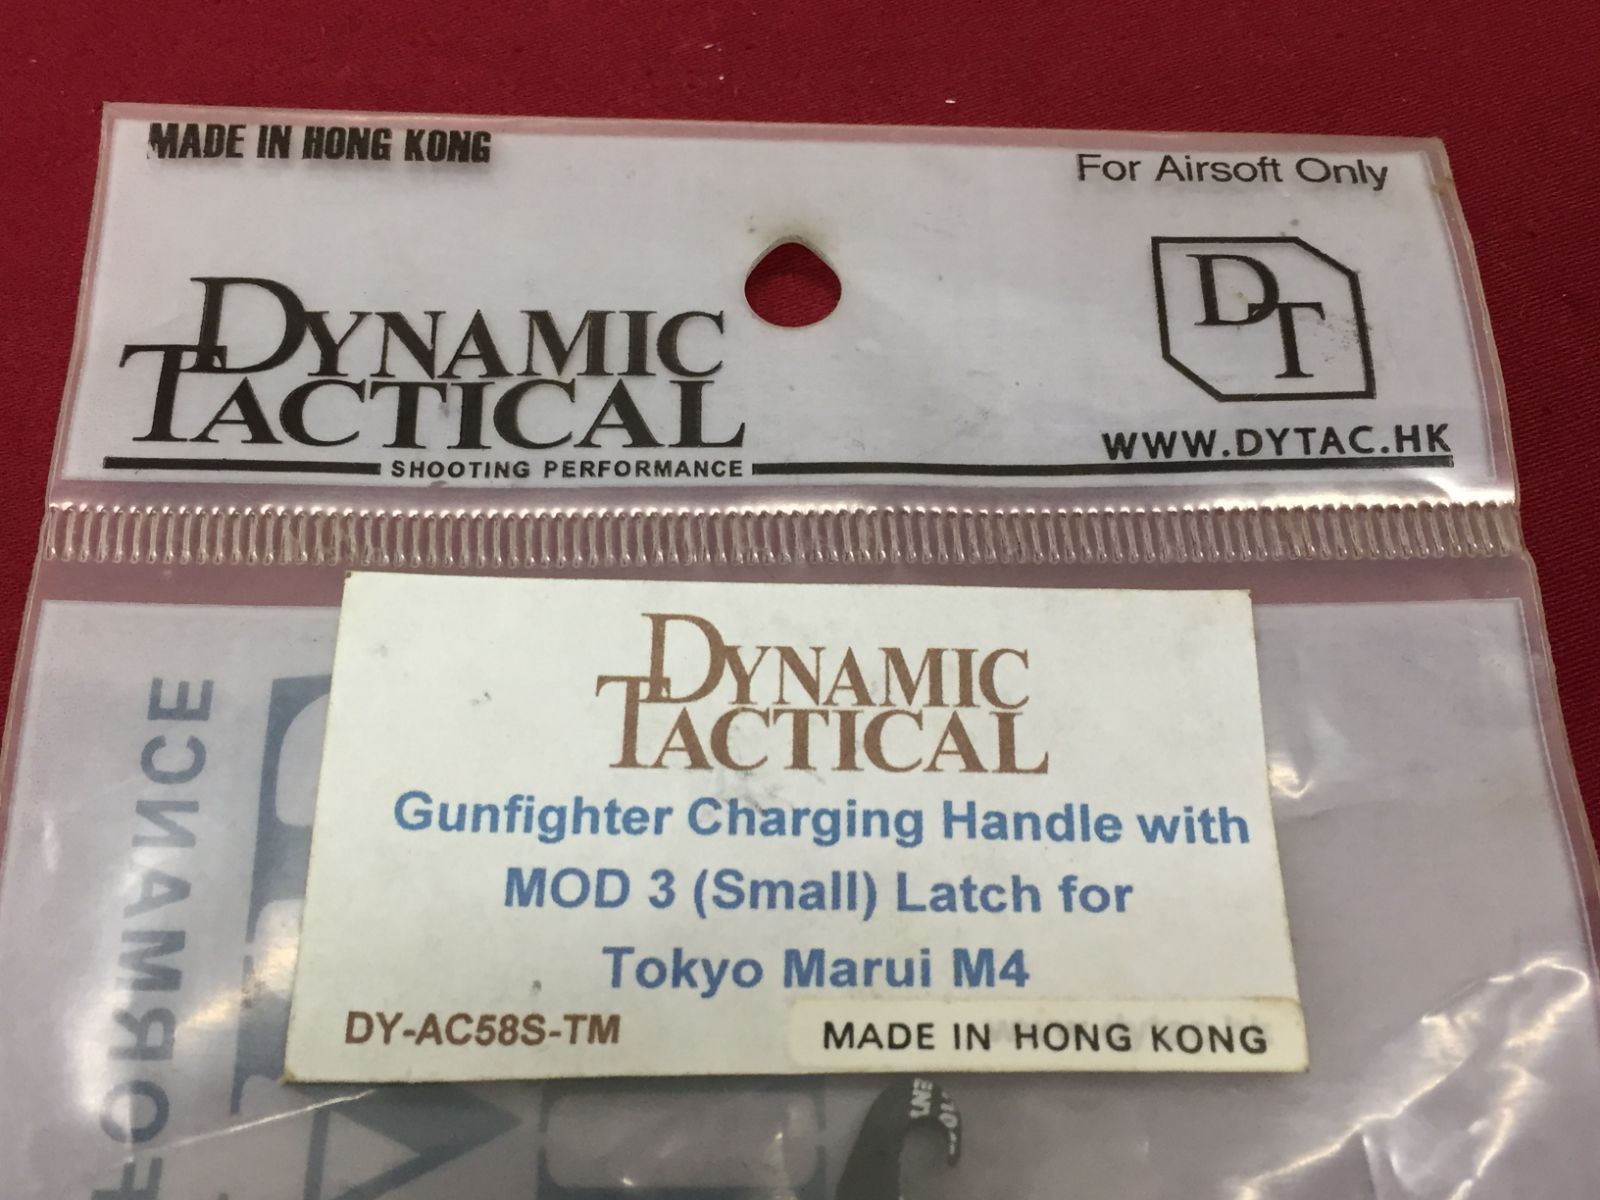 MADE IN HONG KONG
For Airsoft Only
DYNAMIC
TACTICAL
SHOOTING PERFORMANCE
DT
WWW.DYTAC.HK
DYNAMIC
TACTICAL
Gunfighter Charging Handle with
MOD 3 (Small) Latch for
Tokyo Marui M4
DY-AC58S-TM
MADE IN HONG KONG